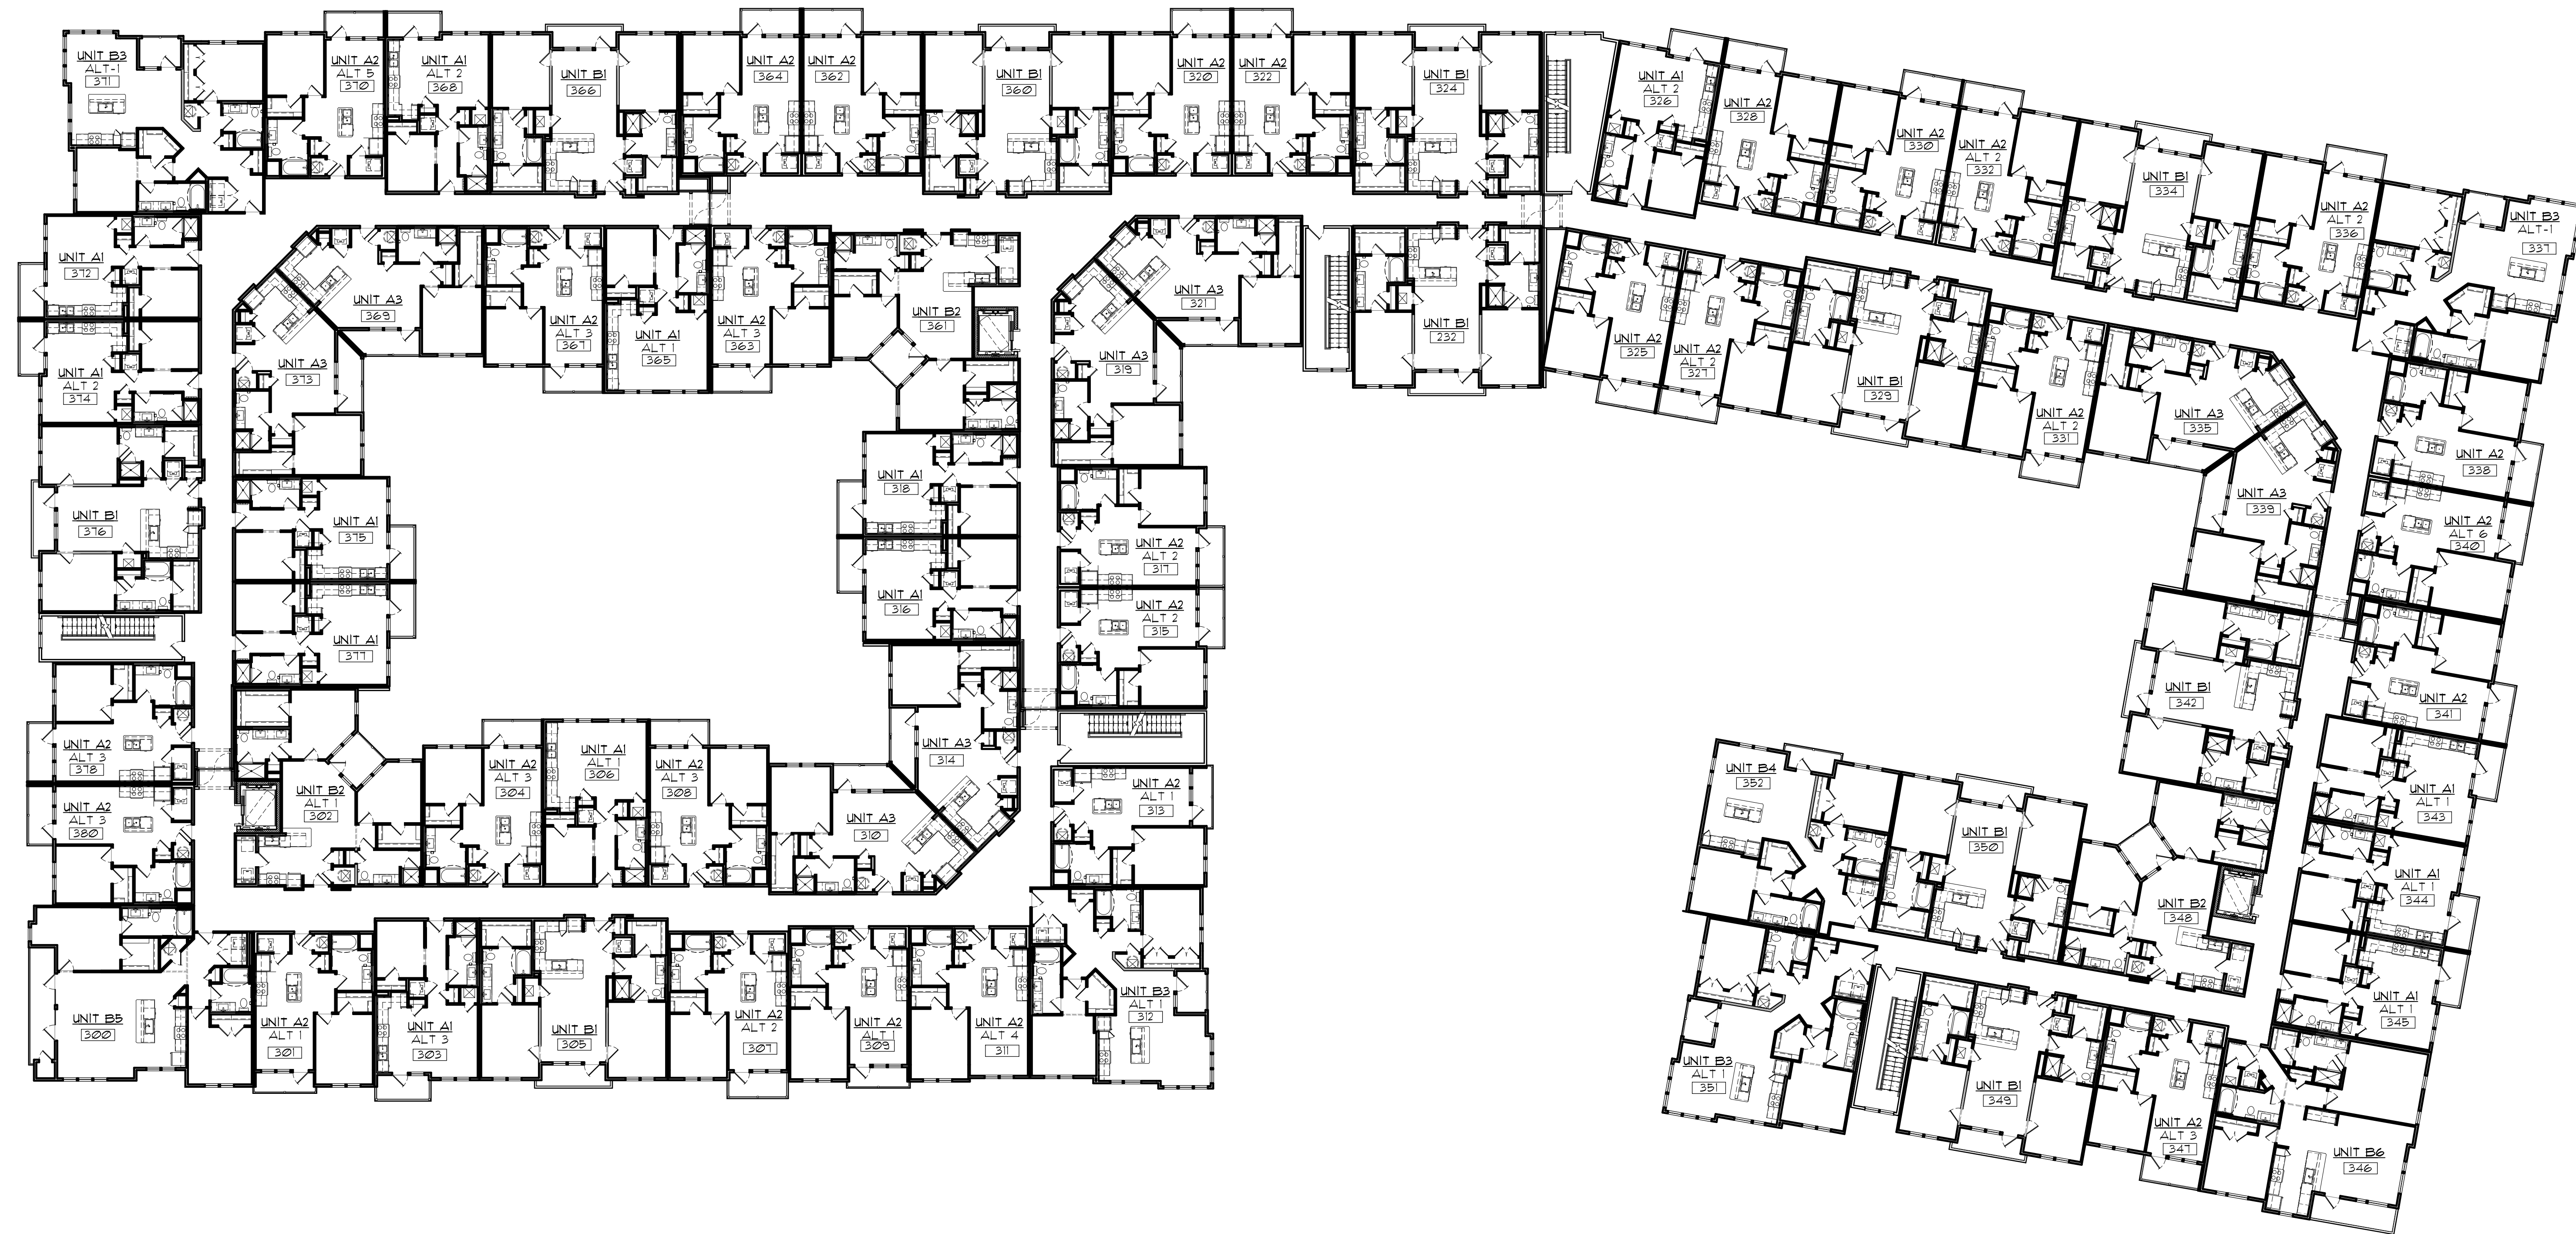 UNIT B3
ALT-1
371
UNIT A2
ALT 5
370
UNIT A1
ALT 2
368
UNIT B1
366
UNIT A2
364
UNIT A2
362
UNIT B1
360
UNIT A2
320
UNIT A2
322
UNIT B1
324
UNIT A1
ALT 2
326
UNIT A2
328
UNIT A2
330
UNIT A2
ALT 2
332
UNIT B1
334
UNIT A2
ALT 2
336
UNIT B3
ALT-1
337
UNIT A1
372
UNIT A1
ALT 2
374
UNIT A3
369
UNIT A3
373
UNIT A2
ALT 3
367
UNIT A1
ALT 1
365
UNIT A2
ALT 3
363
UNIT B2
361
UNIT A3
321
UNIT A3
319
UNIT B1
232
UNIT A2
325
UNIT A2
ALT 2
327
UNIT B1
329
UNIT A2
ALT 2
331
UNIT A3
335
UNIT A3
339
UNIT A2
338
UNIT A2
ALT 6
340
UNIT B1
376
UNIT A1
375
UNIT A1
377
UNIT A1
318
UNIT A1
316
UNIT A2
ALT 2
317
UNIT A2
ALT 2
315
UNIT B1
342
UNIT A2
341
UNIT A2
ALT 3
378
UNIT A2
ALT 3
380
UNIT B2
ALT 1
302
UNIT A2
ALT 3
304
UNIT A1
ALT 1
306
UNIT A2
ALT 3
308
UNIT A3
310
UNIT A3
314
UNIT A2
ALT 1
313
UNIT B4
352
UNIT B1
350
UNIT B2
348
UNIT A1
ALT 1
343
UNIT A1
ALT 1
344
UNIT A1
ALT 1
345
UNIT B5
300
UNIT A2
ALT 1
301
UNIT A1
ALT 3
303
UNIT B1
305
UNIT A2
ALT 2
307
UNIT A2
ALT 1
309
UNIT A2
ALT 4
311
UNIT B3
ALT 1
312
UNIT B3
ALT 1
351
UNIT B1
349
UNIT A2
ALT 3
347
UNIT B6
346